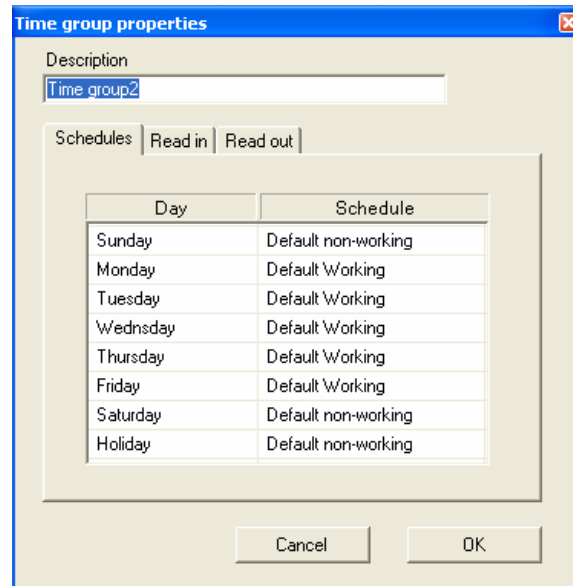 Time group properties
Description
Time group2
Schedules Read in Read out
Day Schedule
Sunday Default non-working
Monday Default Working
Tuesday Default Working
Wednsday Default Working
Thursday Default Working
Friday Default Working
Saturday Default non-working
Holiday Default non-working
Cancel OK